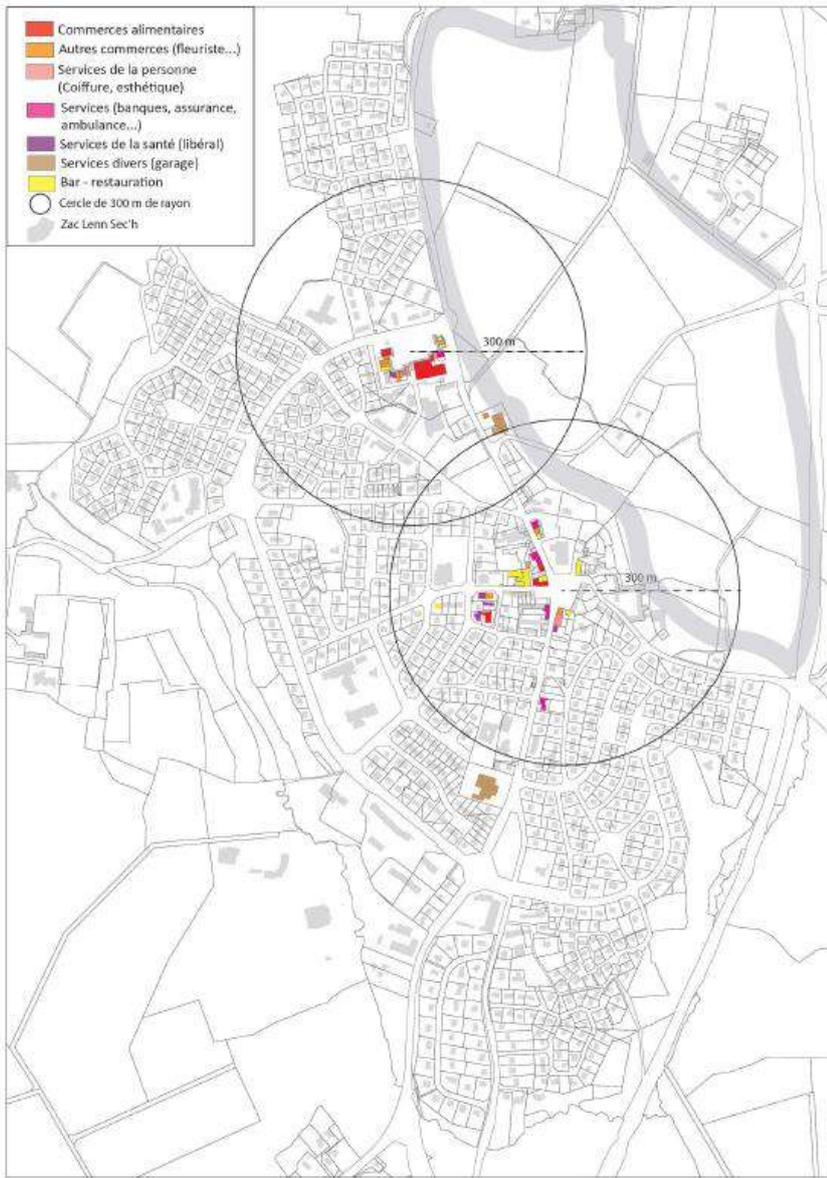 Commerces alimentaires
Autres commerces (fleuriste...)
Services de la personne
(Coiffure, esthétique)
Services (banques, assurance,
ambulance...)
Services de la santé (libéral)
Services divers (garage)
Bar - restauration
Cercle de 300 m de rayon
Zac Lenn Sec'h
300 m
300 m